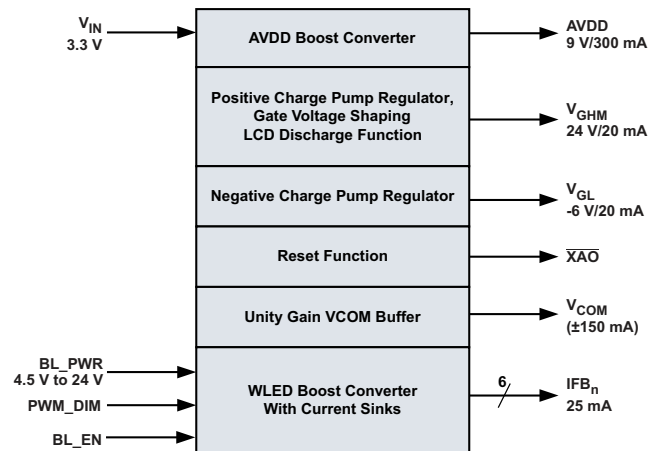 V_IN
3.3 V
AVDD Boost Converter
AVDD
9 V/300 mA
Positive Charge Pump Regulator,
Gate Voltage Shaping
LCD Discharge Function
V_GHM
24 V/20 mA
Negative Charge Pump Regulator
V_GL
-6 V/20 mA
Reset Function
X̅A̅O̅
Unity Gain VCOM Buffer
V_COM
(±150 mA)
BL_PWR
4.5 V to 24 V
PWM_DIM
BL_EN
WLED Boost Converter
With Current Sinks
6
IFB_n
25 mA